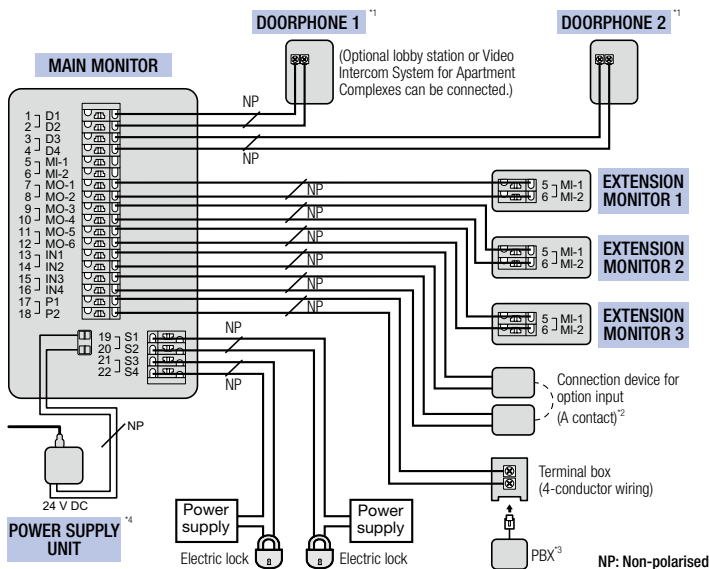 DOORPHONE 1 *1
DOORPHONE 2 *1
(Optional lobby station or Video
Intercom System for Apartment
Complexes can be connected.)
MAIN MONITOR
NP
NP
1 D1
2 D2
3 D3
4 D4
5 MI-1
6 MI-2
7 MO-1
8 MO-2
9 MO-3
10 MO-4
11 MO-5
12 MO-6
13 IN1
14 IN2
15 IN3
16 IN4
17 P1
18 P2
19 S1
20 S2
21 S3
22 S4
NP
NP
NP
NP
NP
NP
NP
NP
5 MI-1
6 MI-2
EXTENSION
MONITOR 1
5 MI-1
6 MI-2
EXTENSION
MONITOR 2
5 MI-1
6 MI-2
EXTENSION
MONITOR 3
Connection device for
option input
(A contact)*2
NP
24 V DC
POWER SUPPLY
UNIT *4
Power
supply
Electric lock
Power
supply
Electric lock
Terminal box
(4-conductor wiring)
PBX*3
NP: Non-polarised